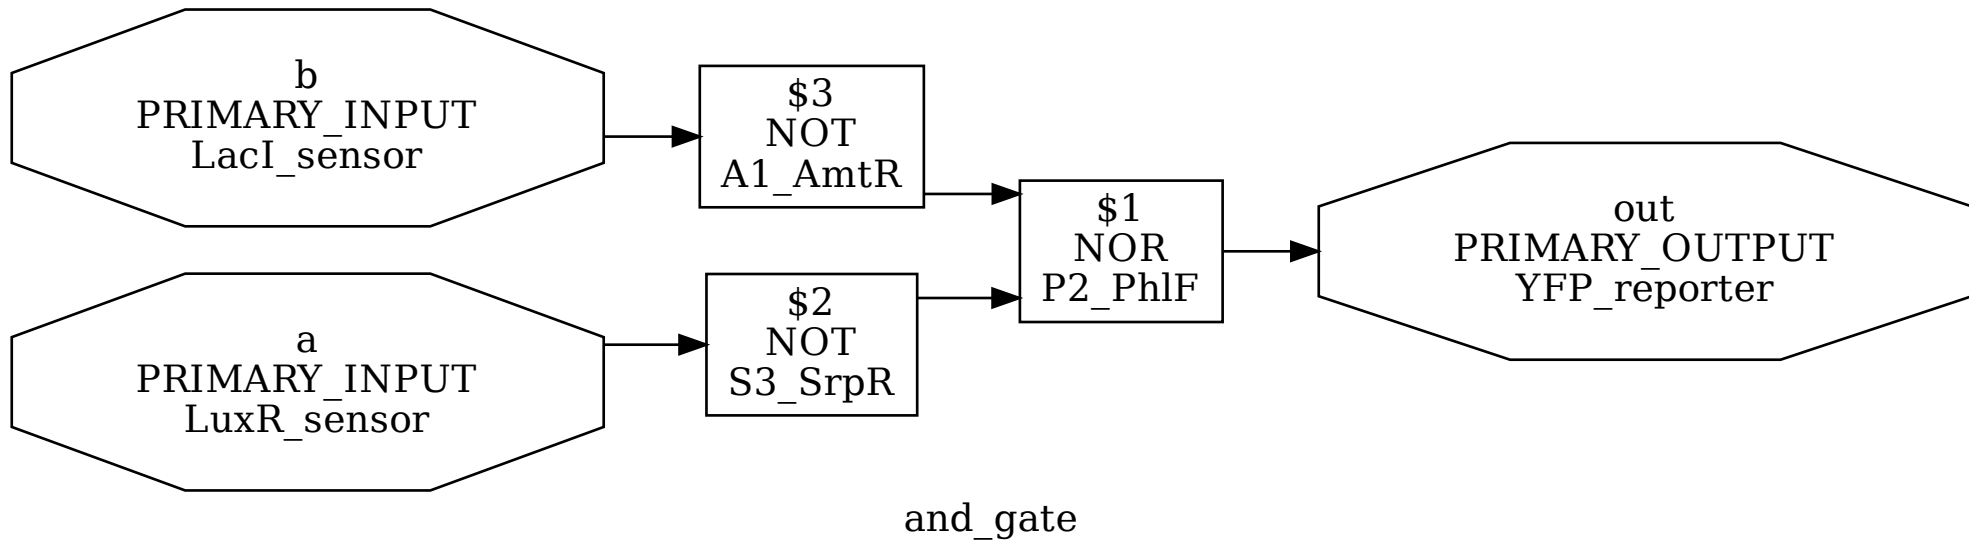 b
PRIMARY_INPUT
LacI_sensor
$3
NOT
A1_AmtR
a
PRIMARY_INPUT
LuxR_sensor
$2
NOT
S3_SrpR
$1
NOR
P2_PhlF
out
PRIMARY_OUTPUT
YFP_reporter
and_gate